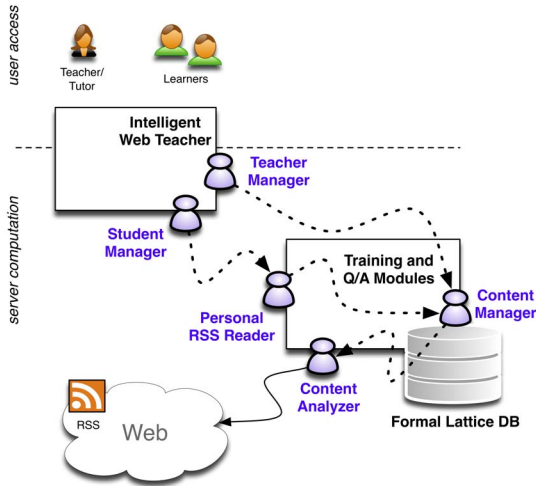 user access
Teacher/
Tutor
Learners
Intelligent
Web Teacher
Teacher
Manager
server computation
Student
Manager
Training and
Q/A Modules
Content
Manager
Personal
RSS Reader
Content
Analyzer
Formal Lattice DB
RSS
Web